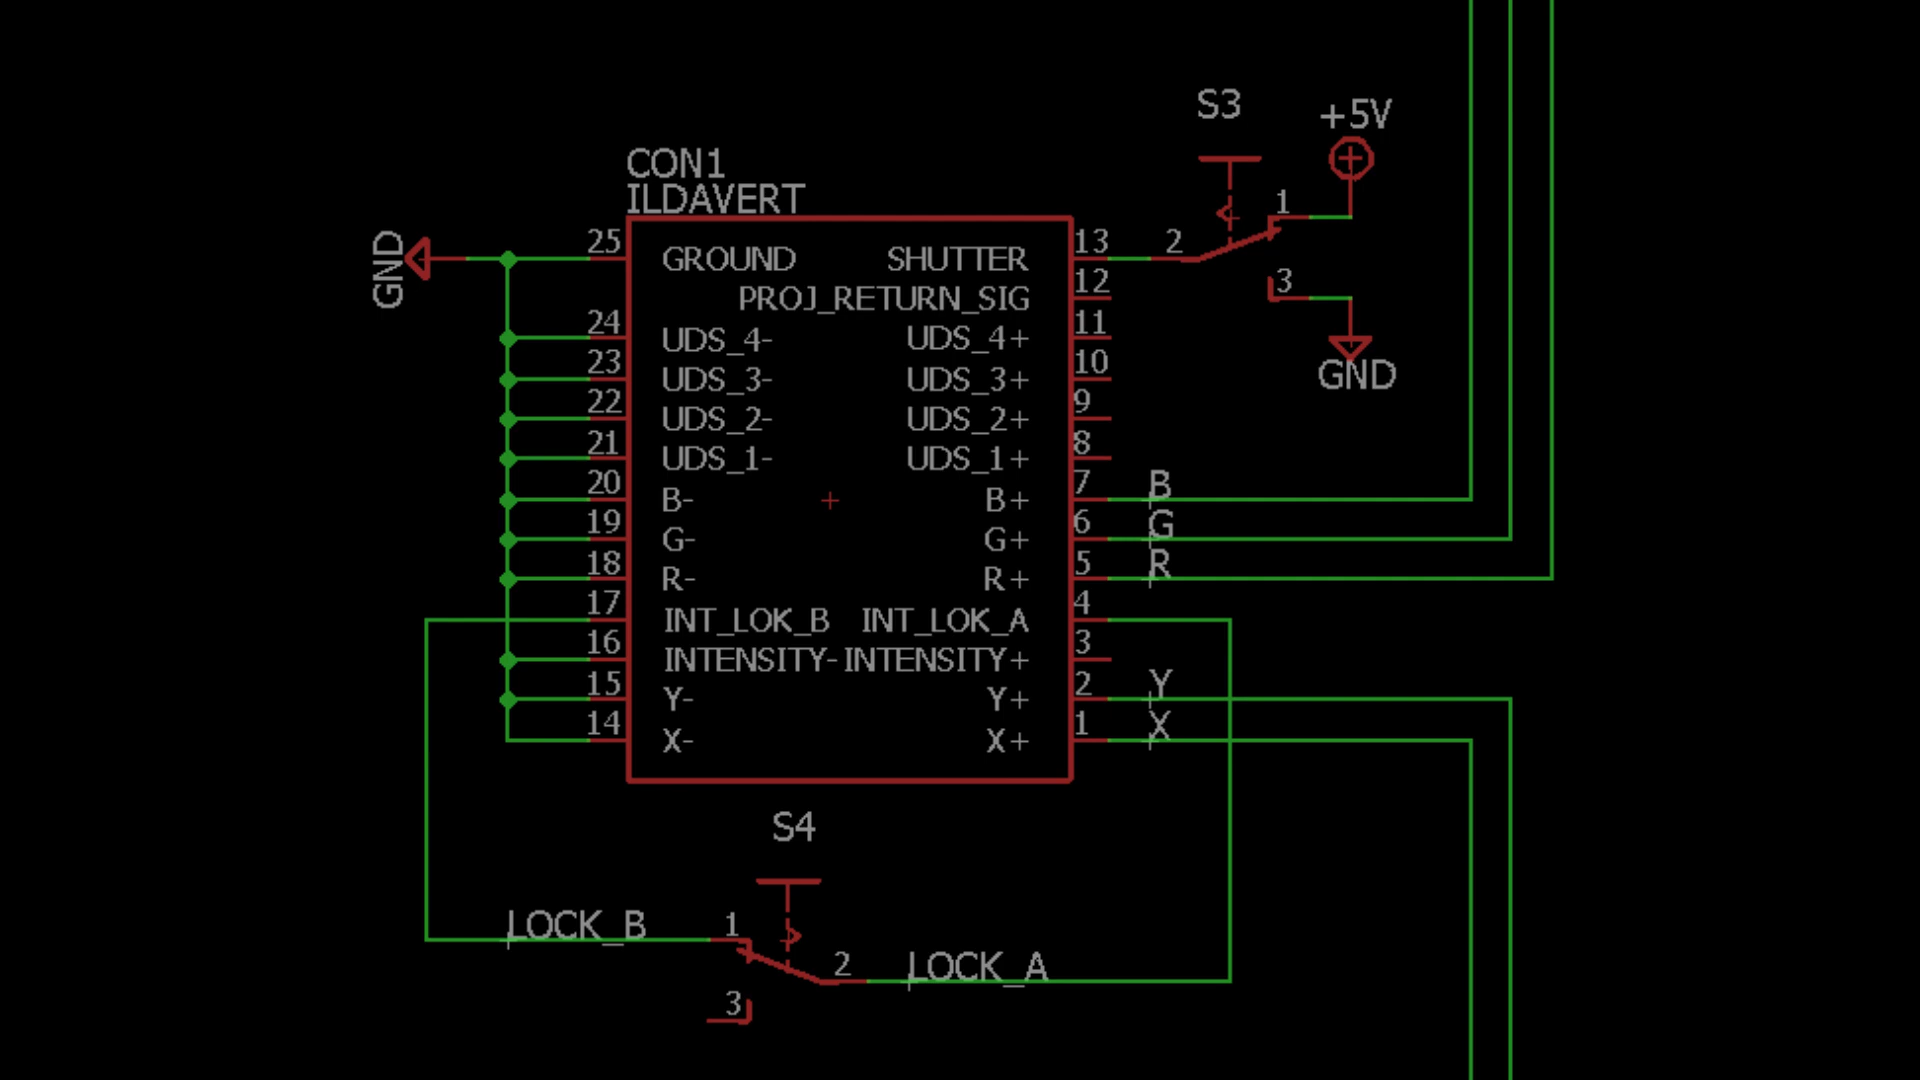 S3
+5V
CON1
ILDAVERT
1
GND
25 GROUND SHUTTER 13 2
PROJ_RETURN_SIG 12 3
24 UDS_4- UDS_4+ 11
GND
23 UDS_3- UDS_3+ 10
22 UDS_2- UDS_2+ 9
21 UDS_1- UDS_1+ 8
20 B- B+ 7 B
19 G- G+ 6 G
18 R- R+ 5 R
17 INT_LOK_B INT_LOK_A 4
16 INTENSITY- INTENSITY+ 3
15 Y- Y+ 2 Y
14 X- X+ 1 X
S4
LOCK_B 1
2 LOCK_A
3